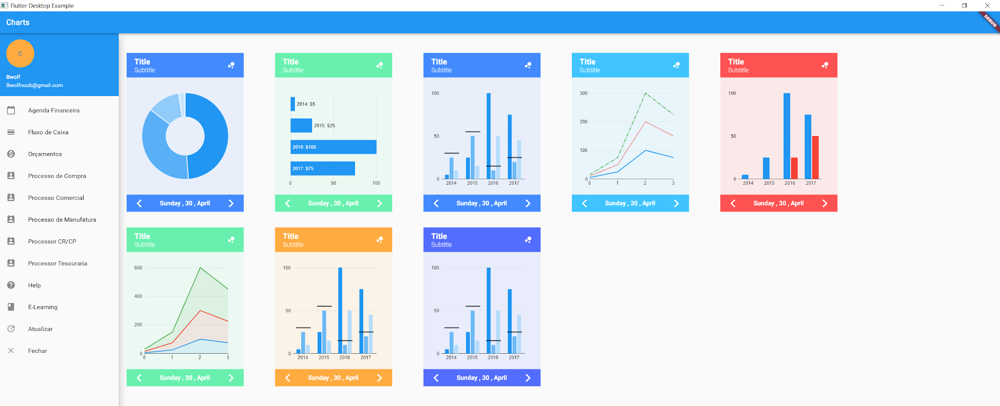 Flutter Desktop Example
Charts
DEBUG
C
Bwolf
Bwolfnoob@gmail.com
Agenda Financeira
Fluxo de Caixa
Orçamentos
Processo de Compra
Processo Comercial
Processo de Manufatura
Processor CR/CP
Processor Tesouraria
Help
E-Learning
Atualizar
Fechar
Title
Subtitle
Sunday , 30 , April
Title
Subtitle
2014: $5
2015: $25
2016: $100
2017: $75
0 50 100
Sunday , 30 , April
Title
Subtitle
100
50
0
2014 2015 2016 2017
Sunday , 30 , April
Title
Subtitle
300
200
100
0
0 1 2 3
Sunday , 30 , April
Title
Subtitle
100
50
0
2014 2015 2016 2017
Sunday , 30 , April
Title
Subtitle
600
400
200
0
0 1 2 3
Sunday , 30 , April
Title
Subtitle
100
50
0
2014 2015 2016 2017
Sunday , 30 , April
Title
Subtitle
100
50
0
2014 2015 2016 2017
Sunday , 30 , April